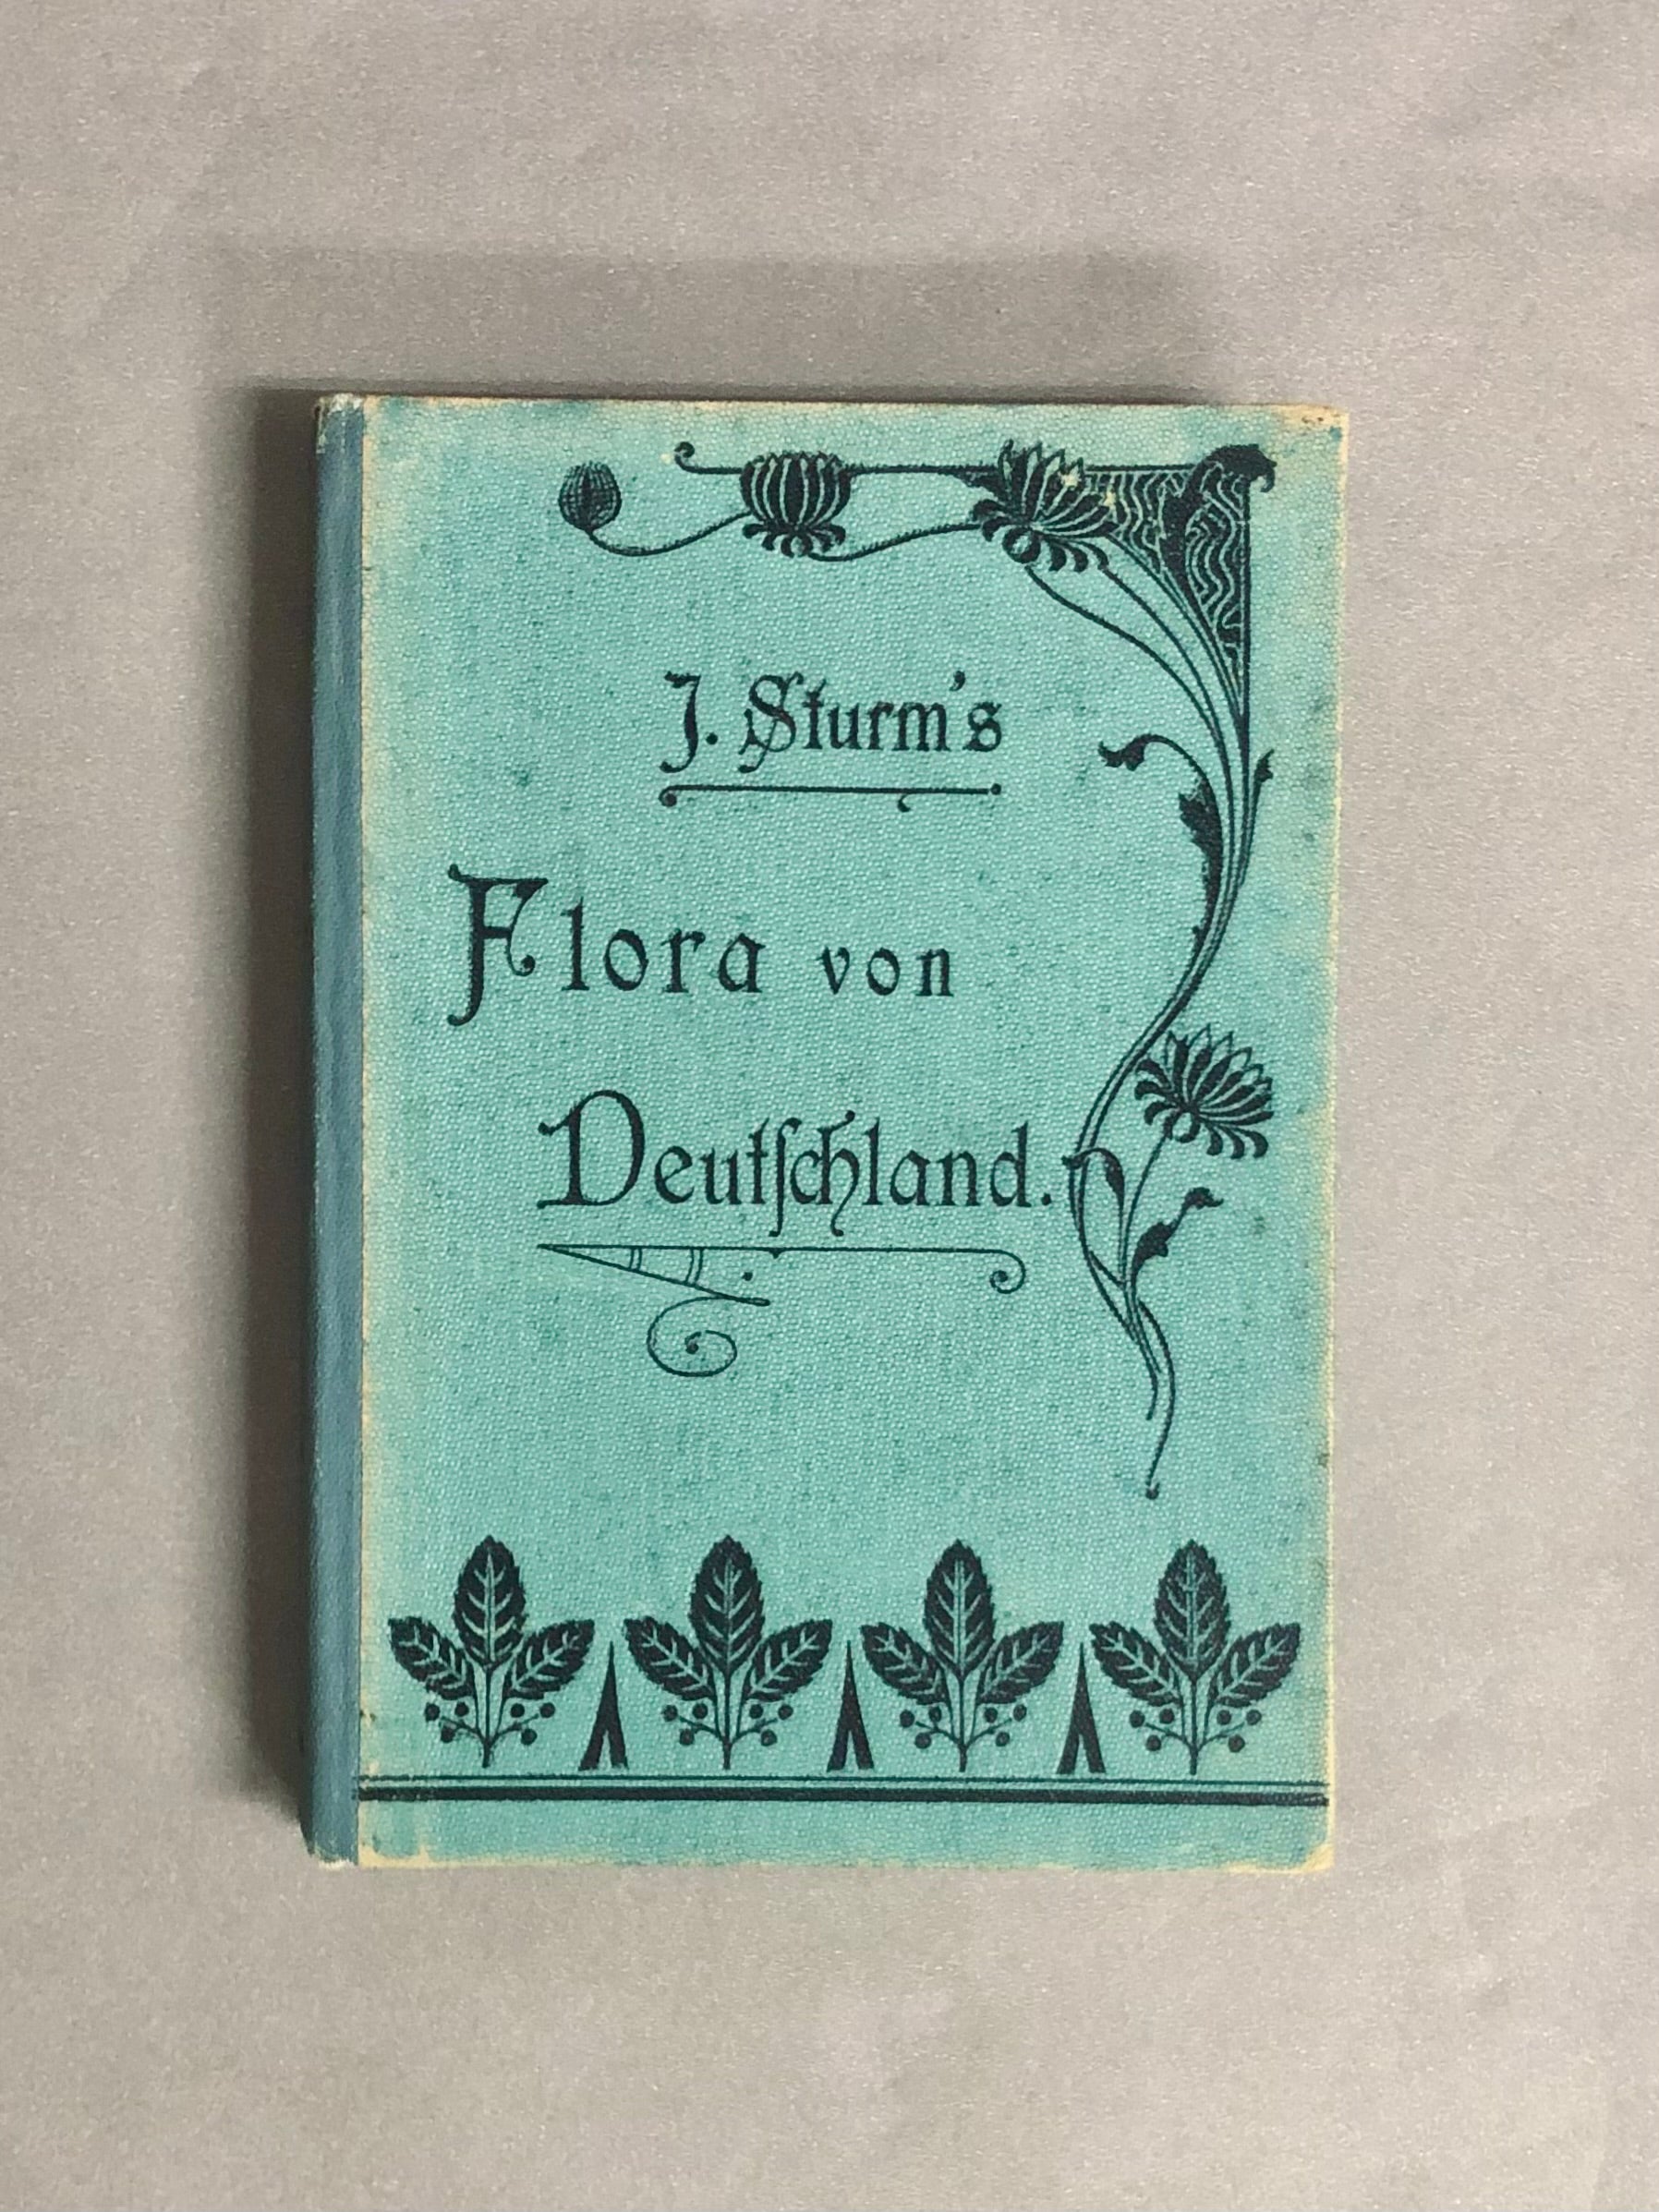 J. Sturm's
Flora von
Deutſchland.